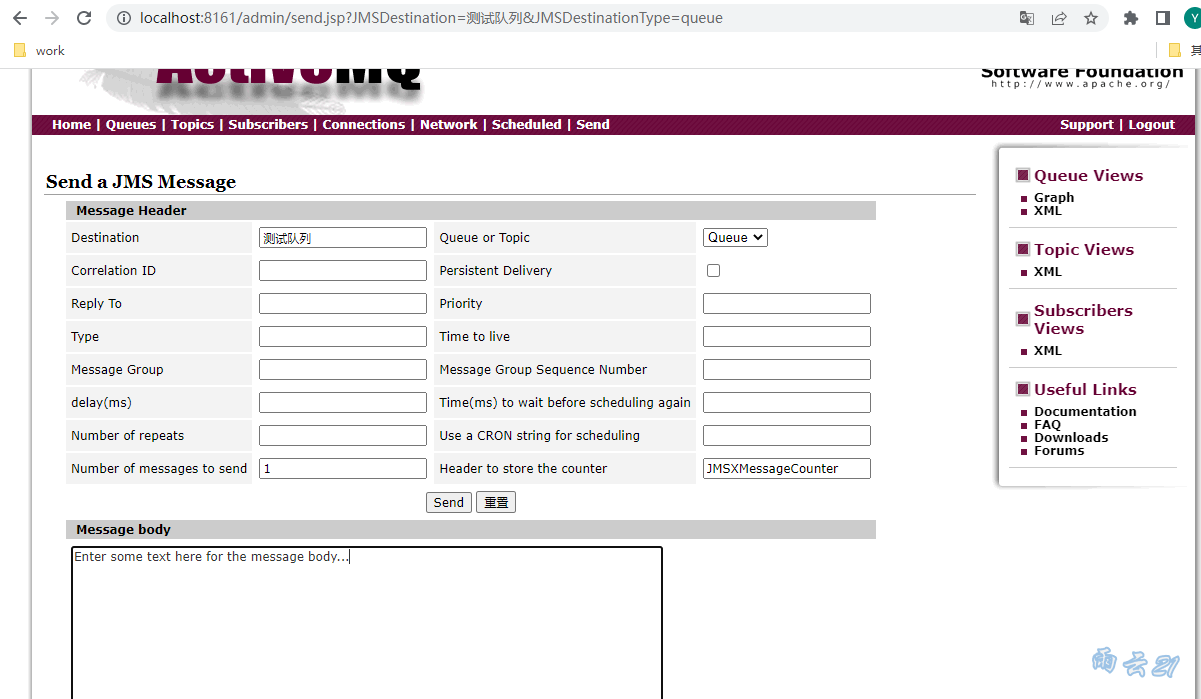 localhost:8161/admin/send.jsp?JMSDestination=测试队列&JMSDestinationType=queue
Y
work
其
ActiveMQ
Software Foundation
http://www.apache.org/
Home | Queues | Topics | Subscribers | Connections | Network | Scheduled | Send
Support | Logout
Send a JMS Message
Message Header
Destination 测试队列 Queue or Topic Queue
Correlation ID Persistent Delivery
Reply To Priority
Type Time to live
Message Group Message Group Sequence Number
delay(ms) Time(ms) to wait before scheduling again
Number of repeats Use a CRON string for scheduling
Number of messages to send 1 Header to store the counter JMSXMessageCounter
Send 重置
Message body
Enter some text here for the message body...
Queue Views
Graph
XML
Topic Views
XML
Subscribers
Views
XML
Useful Links
Documentation
FAQ
Downloads
Forums
雨云21